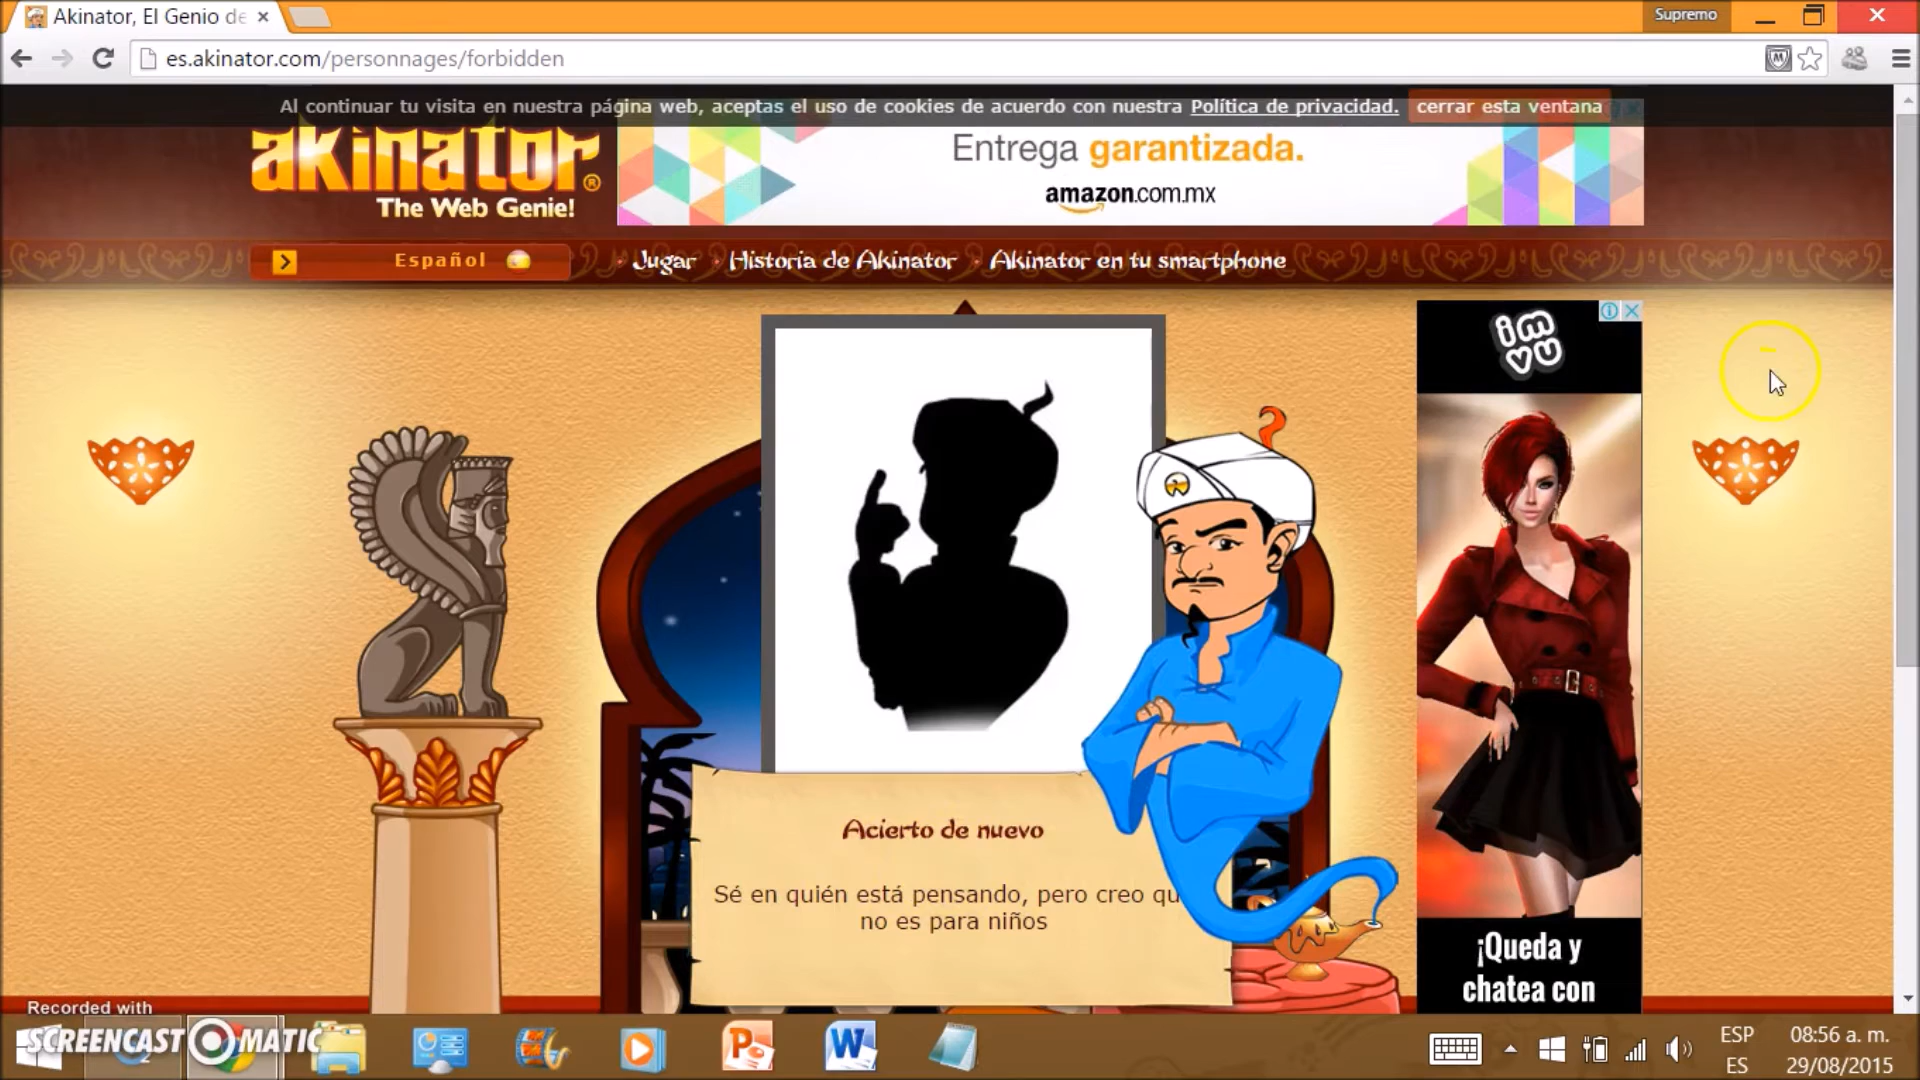 Akinator, El Genio de
Supremo
es.akinator.com/personnages/forbidden
Al continuar tu visita en nuestra página web, aceptas el uso de cookies de acuerdo con nuestra Política de privacidad. cerrar esta ventana
akinator®
The Web Genie!
Entrega garantizada.
amazon.com.mx
Español
Jugar
Historia de Akinator
Akinator en tu smartphone
imvu
Acierto de nuevo
Sé en quién está pensando, pero creo qu
no es para niños
¡Queda y
chatea con
Recorded with
SCREENCAST MATIC
ESP
ES
08:56 a. m.
29/08/2015